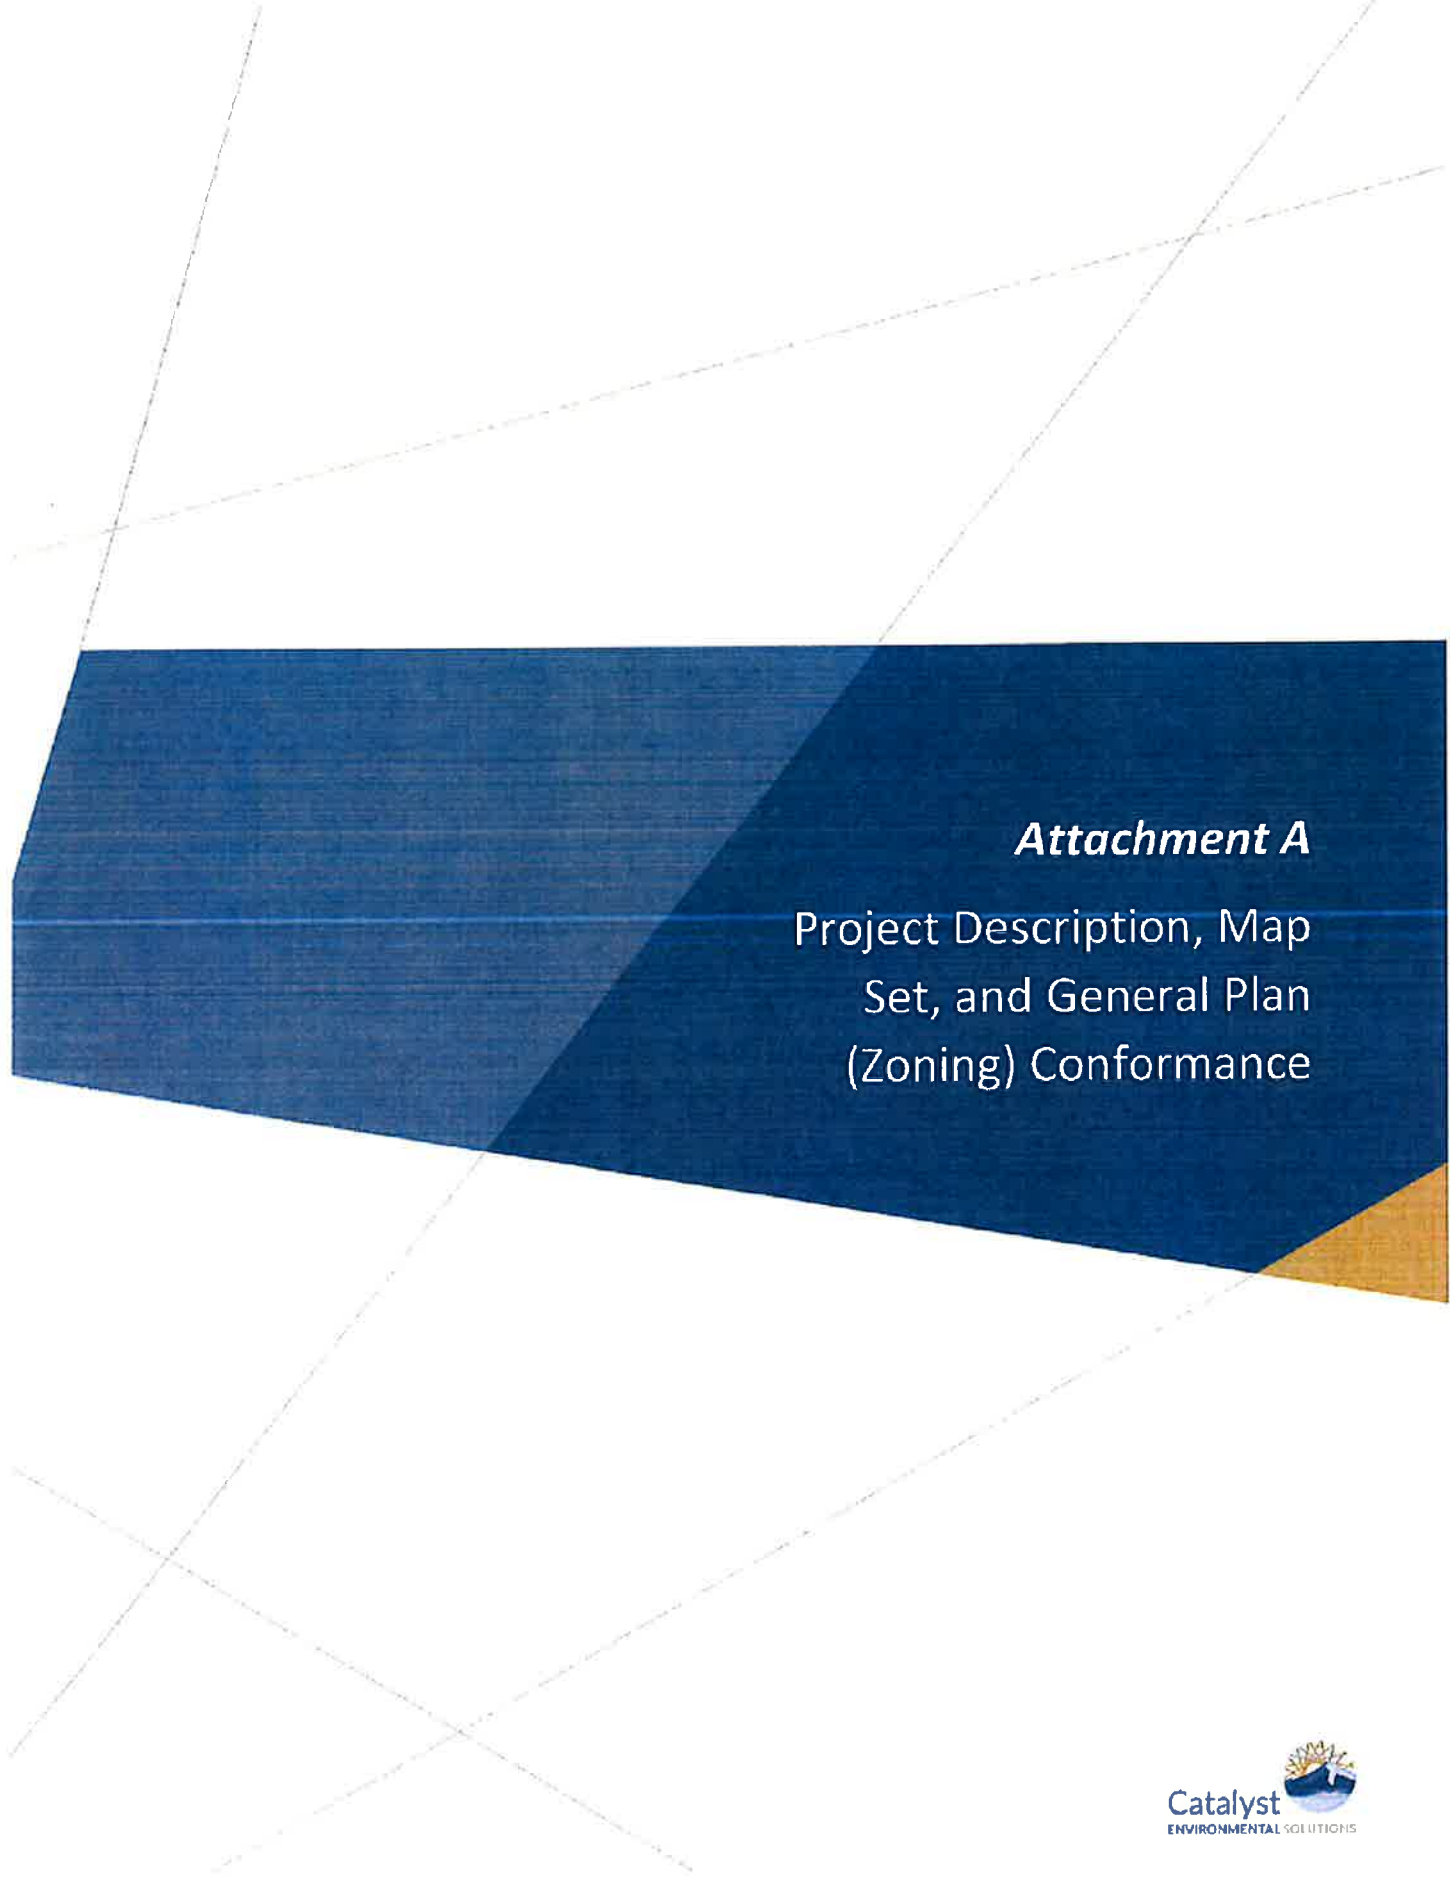 Attachment A
Project Description, Map
Set, and General Plan
(Zoning) Conformance
Catalyst
ENVIRONMENTAL SOLUTIONS